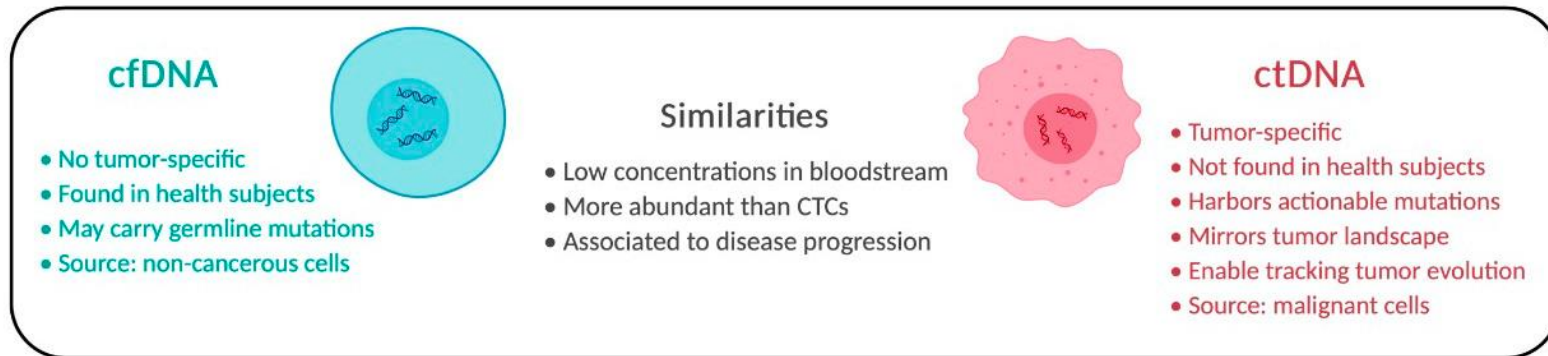 cfDNA
• No tumor-specific
• Found in health subjects
• May carry germline mutations
• Source: non-cancerous cells
Similarities
• Low concentrations in bloodstream
• More abundant than CTCs
• Associated to disease progression
ctDNA
• Tumor-specific
• Not found in health subjects
• Harbors actionable mutations
• Mirrors tumor landscape
• Enable tracking tumor evolution
• Source: malignant cells